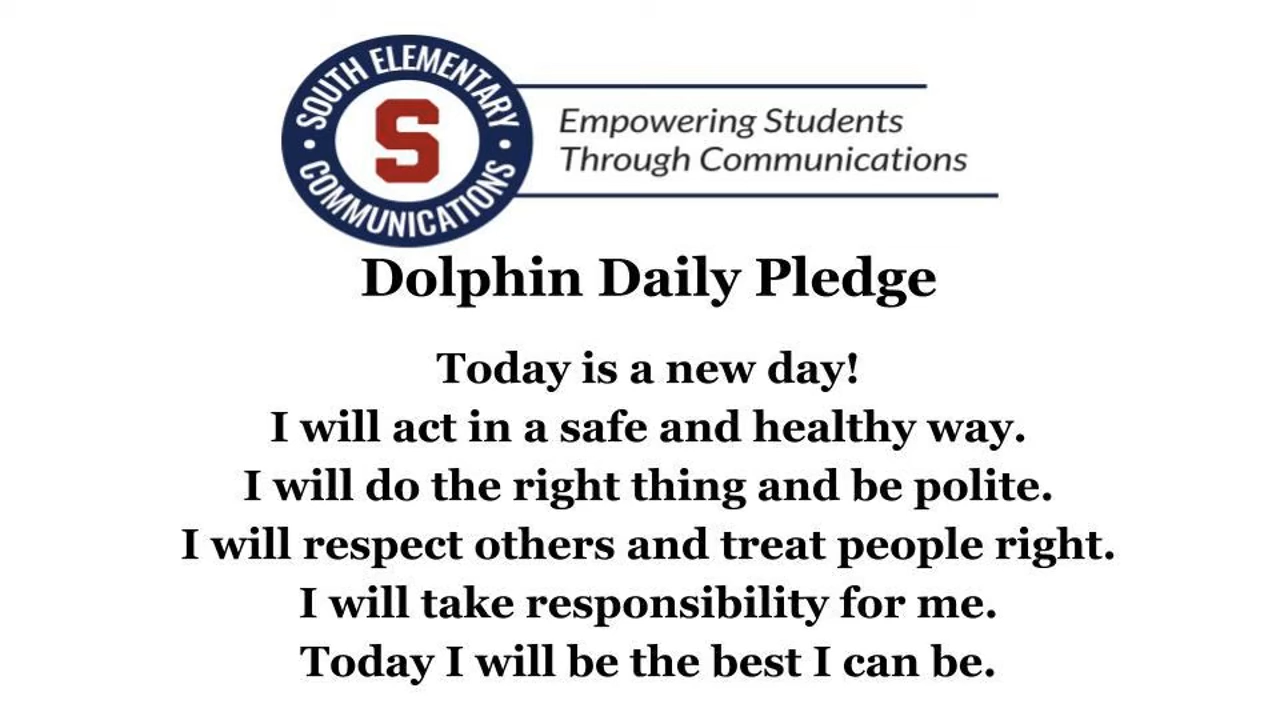 SOUTH ELEMENTARY
S
COMMUNICATIONS
Empowering Students
Through Communications
Dolphin Daily Pledge
Today is a new day!
I will act in a safe and healthy way.
I will do the right thing and be polite.
I will respect others and treat people right.
I will take responsibility for me.
Today I will be the best I can be.